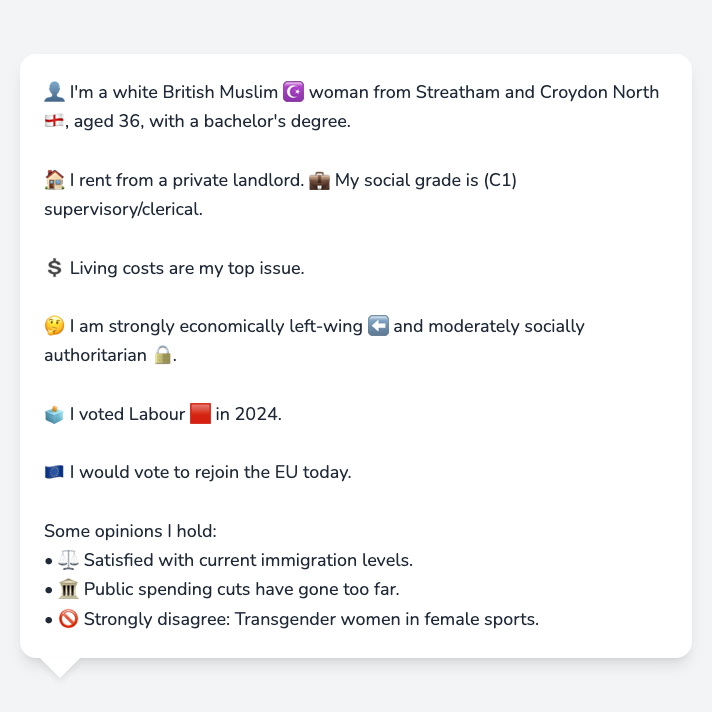 👤 I'm a white British Muslim ☪️ woman from Streatham and Croydon North
🏴󠁧󠁢󠁥󠁮󠁧󠁿, aged 36, with a bachelor's degree.
🏠 I rent from a private landlord. 💼 My social grade is (C1)
supervisory/clerical.
💲 Living costs are my top issue.
🤔 I am strongly economically left-wing ⬅️ and moderately socially
authoritarian 🔒.
🗳️ I voted Labour 🟥 in 2024.
🇪🇺 I would vote to rejoin the EU today.
Some opinions I hold:
• ⚖️ Satisfied with current immigration levels.
• 🏛️ Public spending cuts have gone too far.
• 🚫 Strongly disagree: Transgender women in female sports.